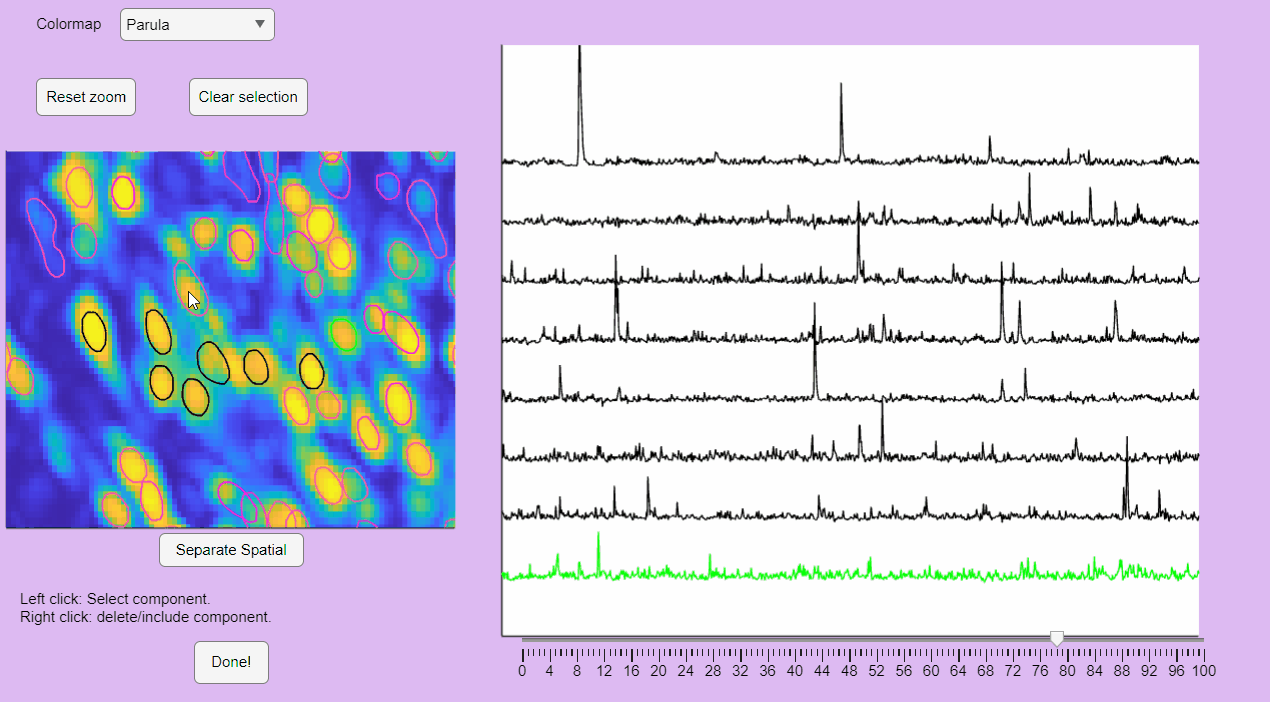 Colormap Parula
Reset zoom Clear selection
Separate Spatial
Left click: Select component.
Right click: delete/include component.
Done!
0 4 8 12 16 20 24 28 32 36 40 44 48 52 56 60 64 68 72 76 80 84 88 92 96 100